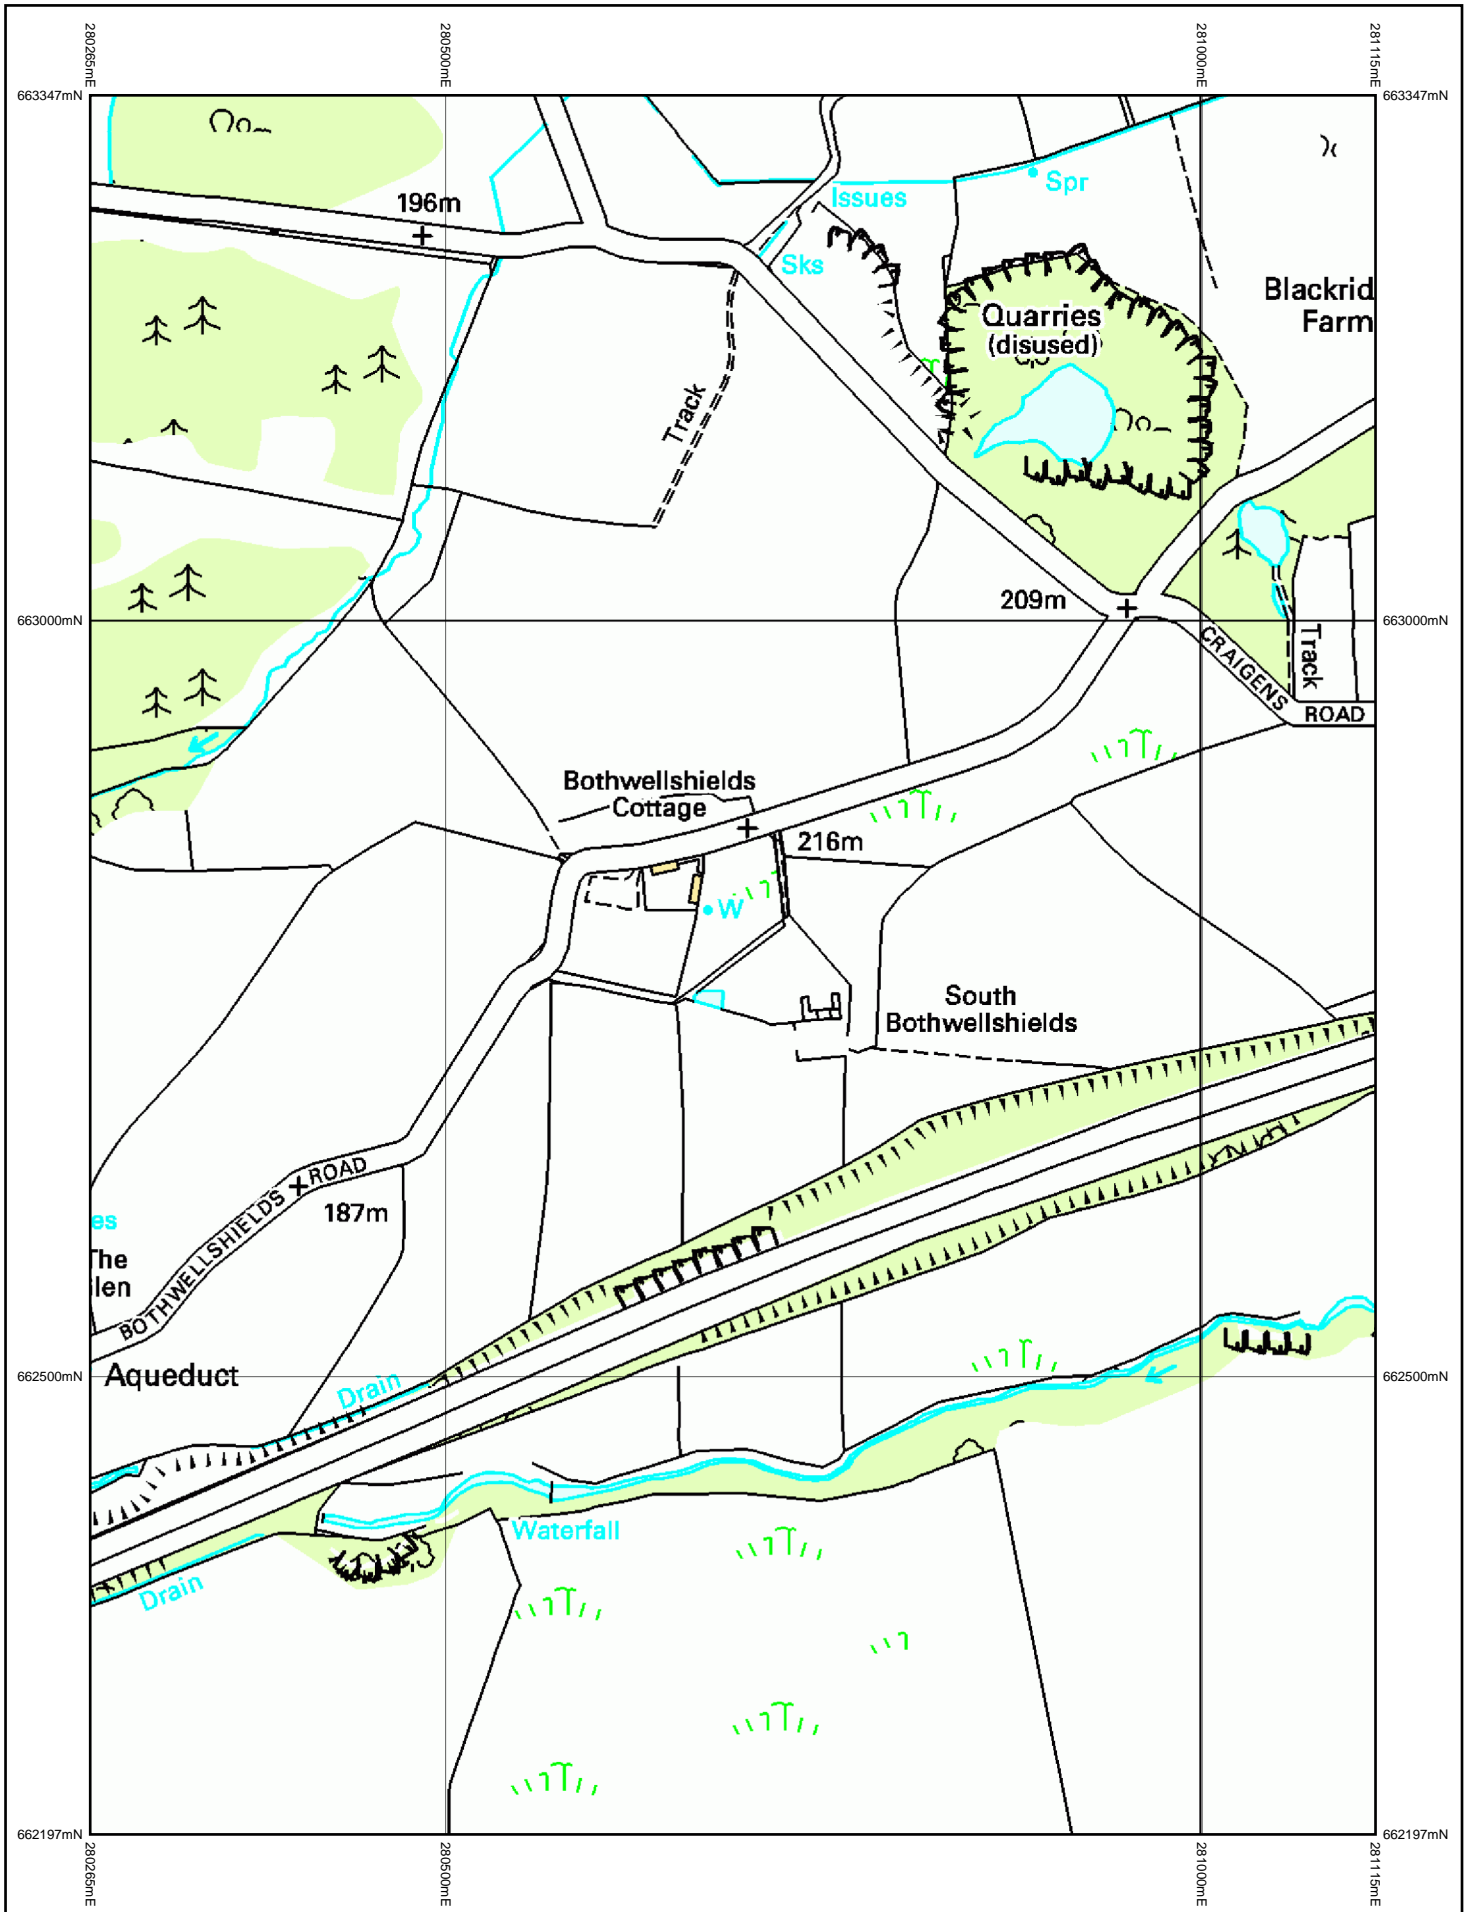 280265mE
280500mE
281000mE
281115mE
663347mN
663347mN
196m
Issues
Spr
Sks
Blackrid
Farm
Quarries
(disused)
Track
209m
663000mN
663000mN
CRAIGENS
ROAD
Track
Bothwellshields
Cottage
216m
W
South
Bothwellshields
BOTHWELLSHIELDS
ROAD
187m
es
The
len
Aqueduct
Drain
662500mN
662500mN
Waterfall
Drain
662197mN
662197mN
280265mE
280500mE
281000mE
281115mE